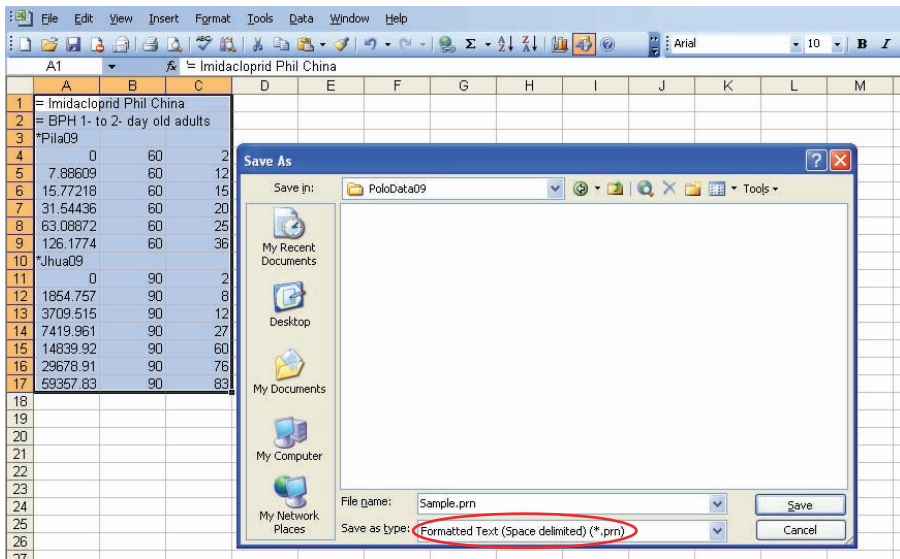 File Edit View Insert Format Tools Data Window Help
Arial 10 B I
A1 fx '= Imidacloprid Phil China
A B C D E F G H I J K L M
1 = Imidacloprid Phil China
2 = BPH 1- to 2- day old adults
3 *Pila09
4 0 60 2
5 7.88609 60 12
6 15.77218 60 15
7 31.54436 60 20
8 63.08872 60 25
9 126.1774 60 36
10 *Jhua09
11 0 90 2
12 1854.757 90 8
13 3709.515 90 12
14 7419.961 90 27
15 14839.92 90 60
16 29678.91 90 76
17 59357.83 90 83
18
19
20
21
22
23
24
25
26
27
Save As
Save in: PoloData09 Tools
My Recent
Documents
Desktop
My Documents
My Computer
My Network
Places
File name: Sample.prn Save
Save as type: Formatted Text (Space delimited) (*.prn) Cancel